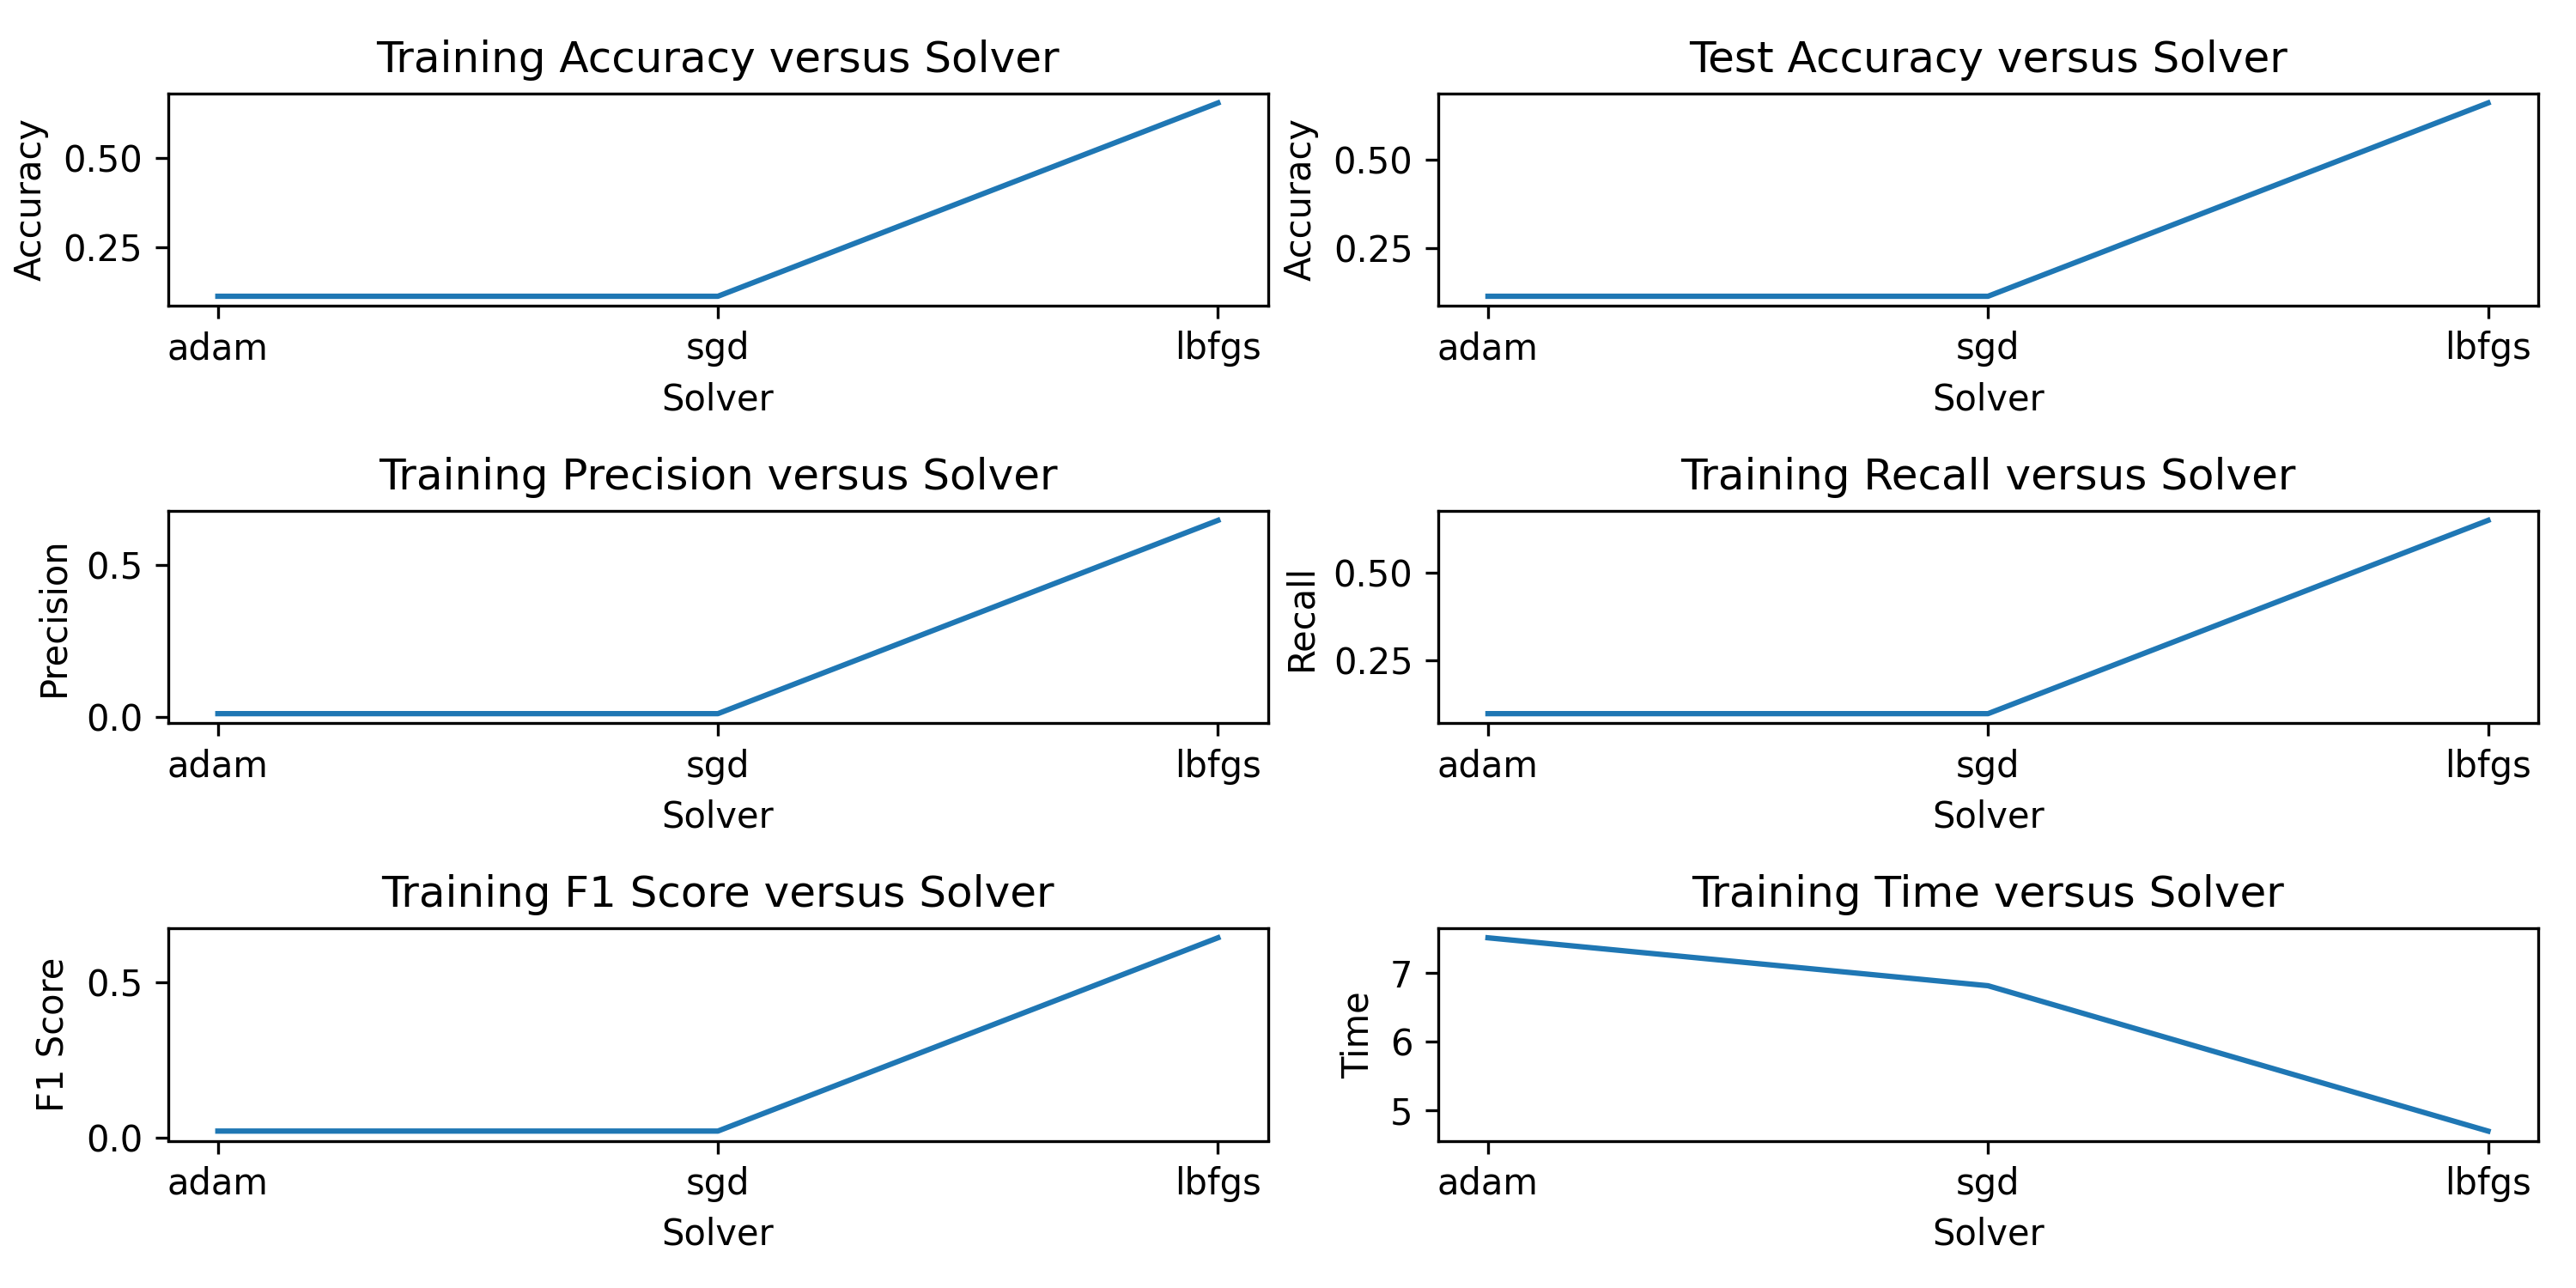 Training Accuracy versus Solver
Accuracy
0.50
0.25
adam sgd lbfgs
Solver
Test Accuracy versus Solver
Accuracy
0.50
0.25
adam sgd lbfgs
Solver
Training Precision versus Solver
Precision
0.5
0.0
adam sgd lbfgs
Solver
Training Recall versus Solver
Recall
0.50
0.25
adam sgd lbfgs
Solver
Training F1 Score versus Solver
F1 Score
0.5
0.0
adam sgd lbfgs
Solver
Training Time versus Solver
Time
7
6
5
adam sgd lbfgs
Solver